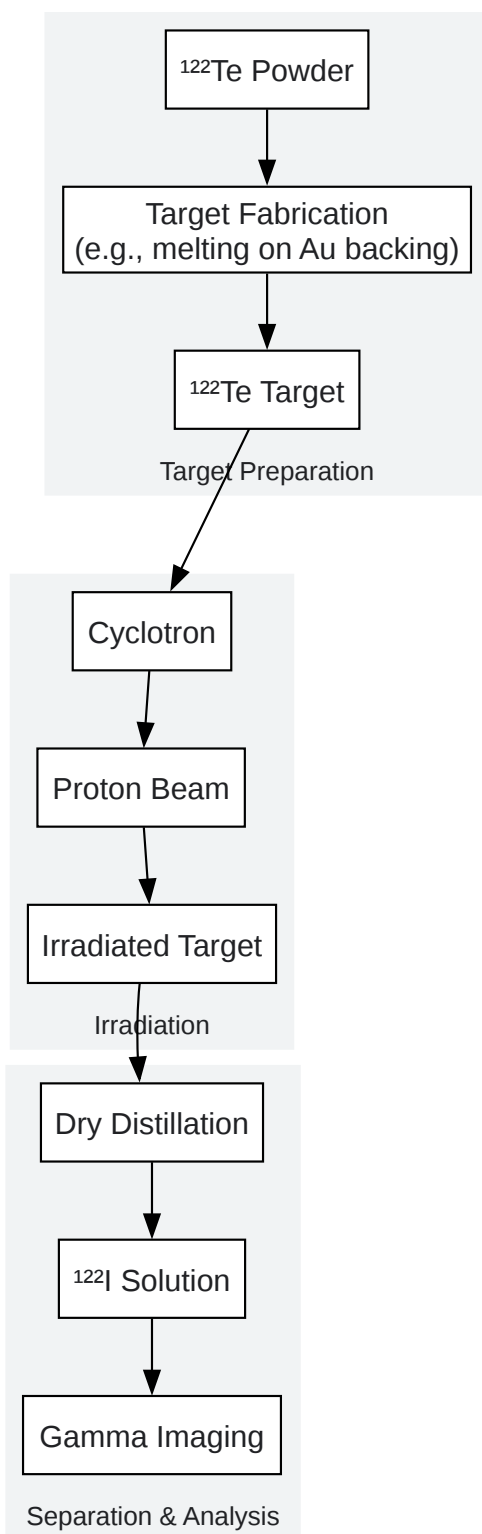 ¹²²Te Powder
Target Fabrication
(e.g., melting on Au backing)
¹²²Te Target
Target Preparation
Cyclotron
Proton Beam
Irradiated Target
Irradiation
Dry Distillation
¹²²I Solution
Gamma Imaging
Separation & Analysis